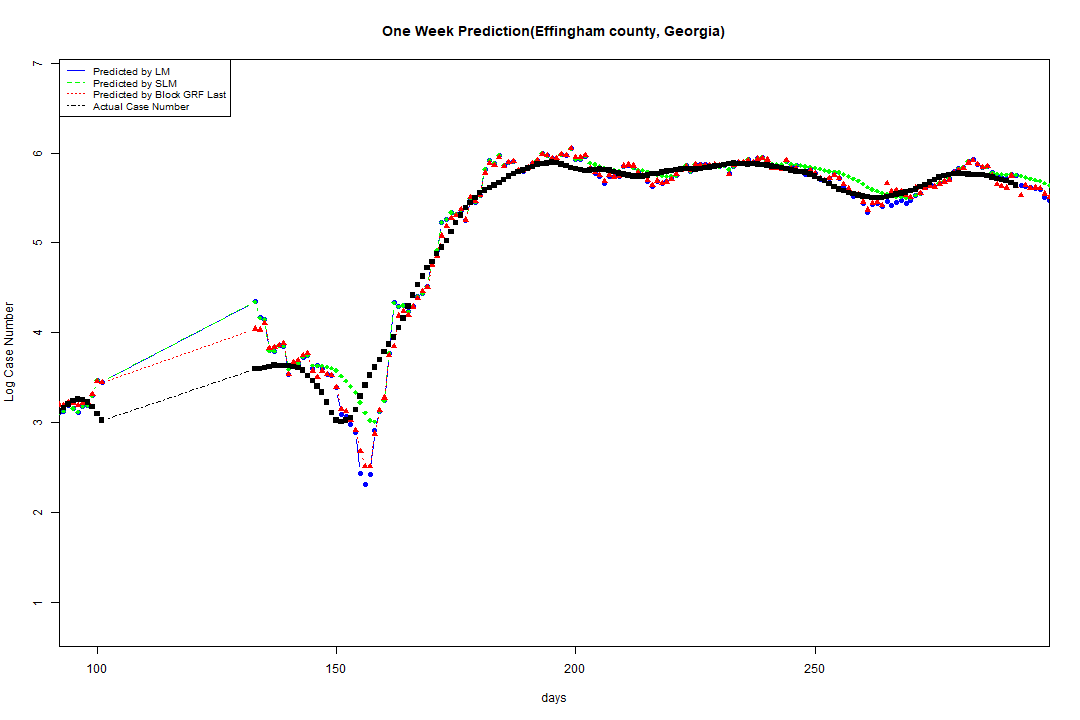 One Week Prediction(Effingham county, Georgia)
Predicted by LM
Predicted by SLM
Predicted by Block GRF Last
Actual Case Number
Log Case Number
7
6
5
4
3
2
1
100 150 200 250
days